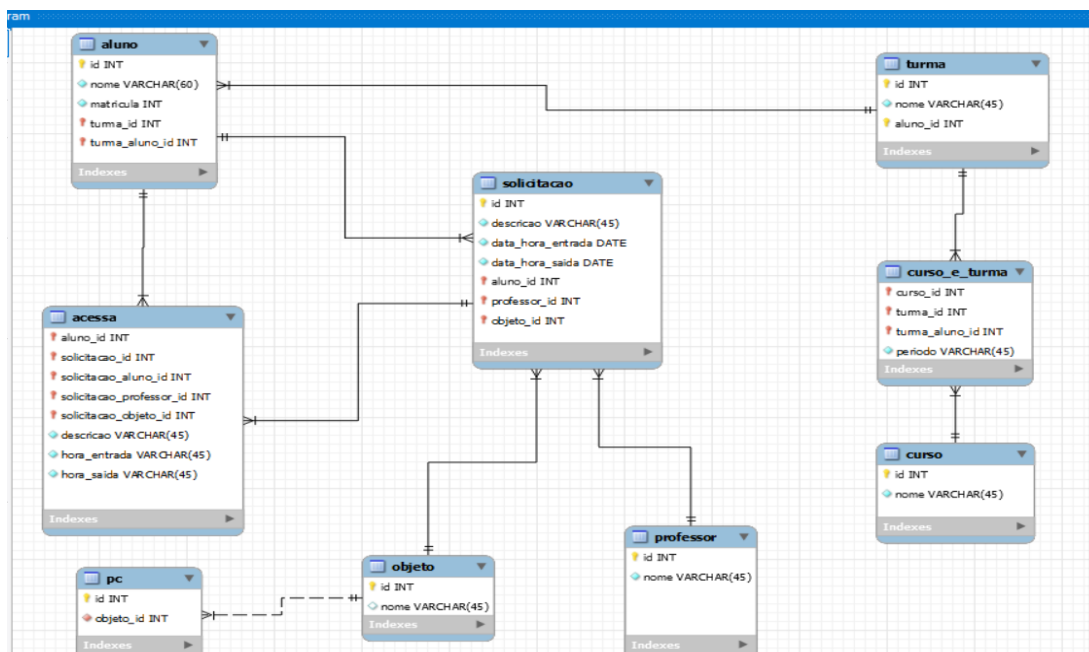 ram
aluno
id INT
nome VARCHAR(60)
matricula INT
turma_id INT
turma_aluno_id INT
Indexes
turma
id INT
nome VARCHAR(45)
aluno_id INT
Indexes
solicitacao
id INT
descricao VARCHAR(45)
data_hora_entrada DATE
data_hora_saida DATE
aluno_id INT
professor_id INT
objeto_id INT
Indexes
curso_e_turma
curso_id INT
turma_id INT
turma_aluno_id INT
periodo VARCHAR(45)
Indexes
acessa
aluno_id INT
solicitacao_id INT
solicitacao_aluno_id INT
solicitacao_professor_id INT
solicitacao_objeto_id INT
descricao VARCHAR(45)
hora_entrada VARCHAR(45)
hora_saida VARCHAR(45)
Indexes
curso
id INT
nome VARCHAR(45)
Indexes
pc
id INT
objeto_id INT
Indexes
objeto
id INT
nome VARCHAR(45)
Indexes
professor
id INT
nome VARCHAR(45)
Indexes